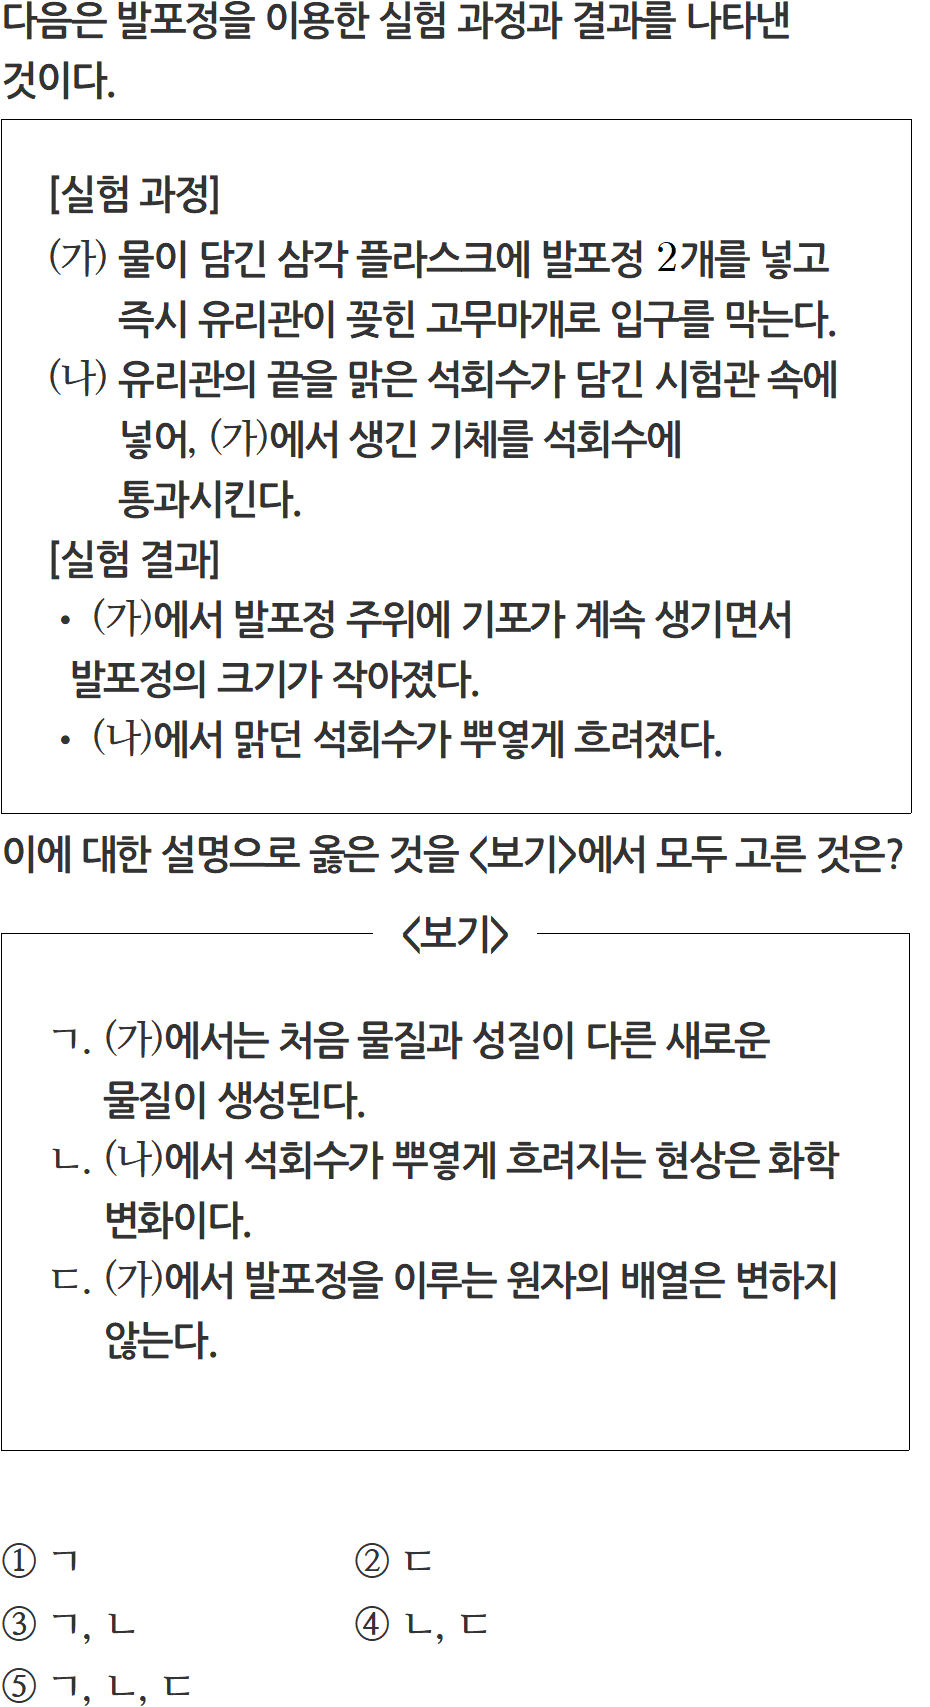 다음은 발포정을 이용한 실험 과정과 결과를 나타낸
것이다.
[실험 과정]
(가) 물이 담긴 삼각 플라스크에 발포정 2개를 넣고
즉시 유리관이 꽂힌 고무마개로 입구를 막는다.
(나) 유리관의 끝을 맑은 석회수가 담긴 시험관 속에
넣어, (가)에서 생긴 기체를 석회수에
통과시킨다.
[실험 결과]
• (가)에서 발포정 주위에 기포가 계속 생기면서
발포정의 크기가 작아졌다.
• (나)에서 맑던 석회수가 뿌옇게 흐려졌다.
이에 대한 설명으로 옳은 것을 <보기>에서 모두 고른 것은?
<보기>
ㄱ. (가)에서는 처음 물질과 성질이 다른 새로운
물질이 생성된다.
ㄴ. (나)에서 석회수가 뿌옇게 흐려지는 현상은 화학
변화이다.
ㄷ. (가)에서 발포정을 이루는 원자의 배열은 변하지
않는다.
① ㄱ ② ㄷ
③ ㄱ, ㄴ ④ ㄴ, ㄷ
⑤ ㄱ, ㄴ, ㄷ